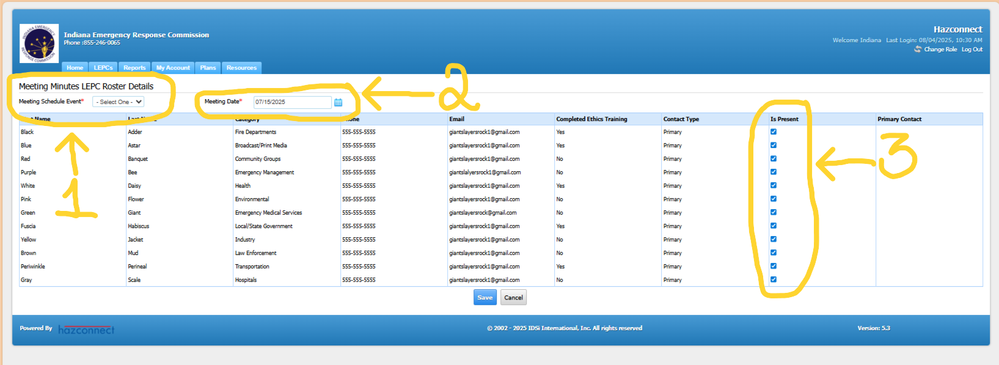 INDIANA EMERGENCY RESPONSE COMMISSION
Indiana Emergency Response Commission
Phone :855-246-0065
Hazconnect
Welcome Indiana Last Login: 08/04/2025, 10:30 AM
Change Role Log Out
Home LEPCs Reports My Account Plans Resources
Meeting Minutes LEPC Roster Details
Meeting Schedule Event* - Select One - Meeting Date* 07/15/2025
2
Name Last Category Email Completed Ethics Training Contact Type Is Present Primary Contact
Black Adder Fire Departments 555-555-5555 giantslayersrock1@gmail.com Yes Primary
Blue Astar Broadcast/Print Media 555-555-5555 giantslayersrock1@gmail.com Yes Primary
Red Banquet Community Groups 555-555-5555 giantslayersrock1@gmail.com No Primary
3
Purple Bee Emergency Management 555-555-5555 giantslalyersrock1@gmail.com No Primary
White Daisy Health 555-555-5555 giantslayersrock1@gmail.com Yes Primary
Pink Flower Environmental 555-555-5555 giantslayersrock1@gmail.com No Primary
1
Green Giant Emergency Medical Services 555-555-5555 giantslayersrock@gmail.com No Primary
Fuscia Habiscus Local/State Government 555-555-5555 giantslayersrock1@gmail.com Yes Primary
Yellow Jacket Industry 555-555-5555 giantslayersrock1@gmail.com No Primary
Brown Mud Law Enforcement 555-555-5555 giantslayersrock1@gmail.com No Primary
Periwinkle Perineal Transportation 555-555-5555 giantslayersrock1@gmail.com Yes Primary
Gray Scale Hospitals 555-555-5555 giantslayersrock1@gmail.com No Primary
Save Cancel
Powered By hazconnect © 2002 - 2025 IDSi International, Inc. All rights reserved Version: 5.3